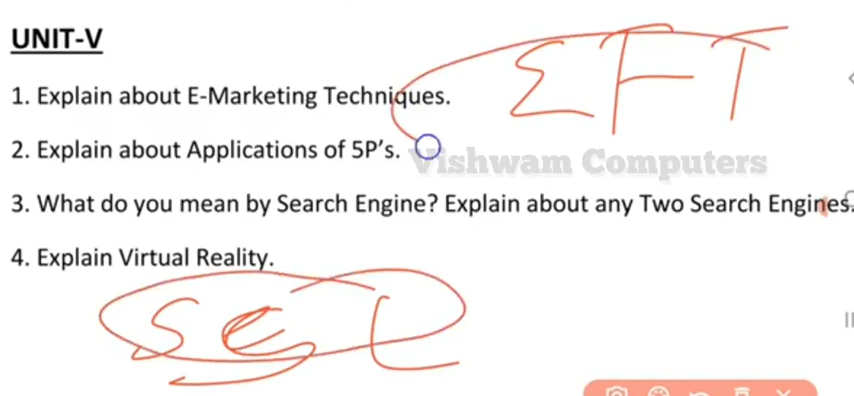 UNIT-V
EFT
1. Explain about E-Marketing Techniques.
2. Explain about Applications of 5P's.
Vishwam Computers
3. What do you mean by Search Engine? Explain about any Two Search Engines.
4. Explain Virtual Reality.